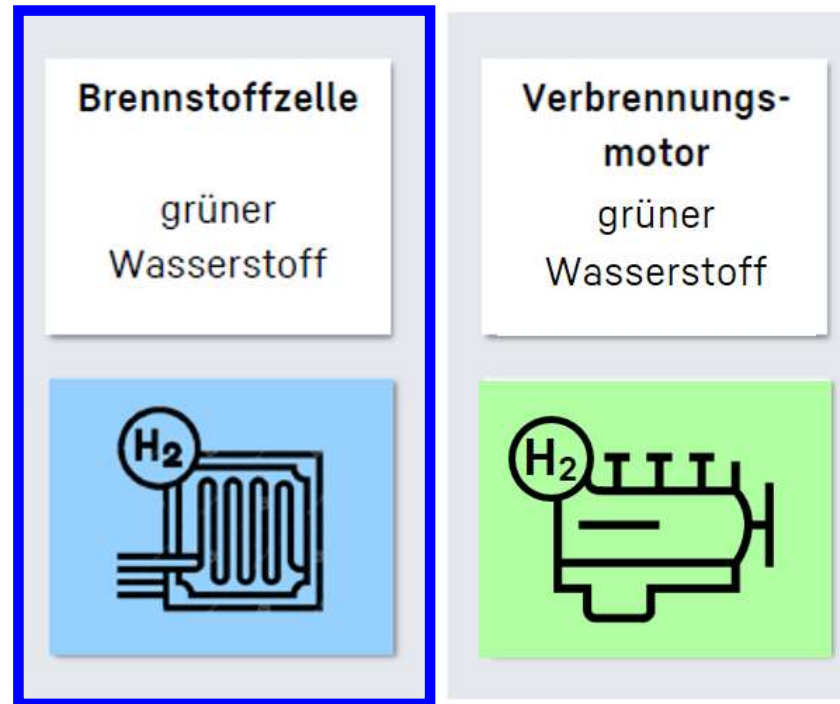 Brennstoffzelle
grüner
Wasserstoff
H₂
Verbrennungs-
motor
grüner
Wasserstoff
H₂